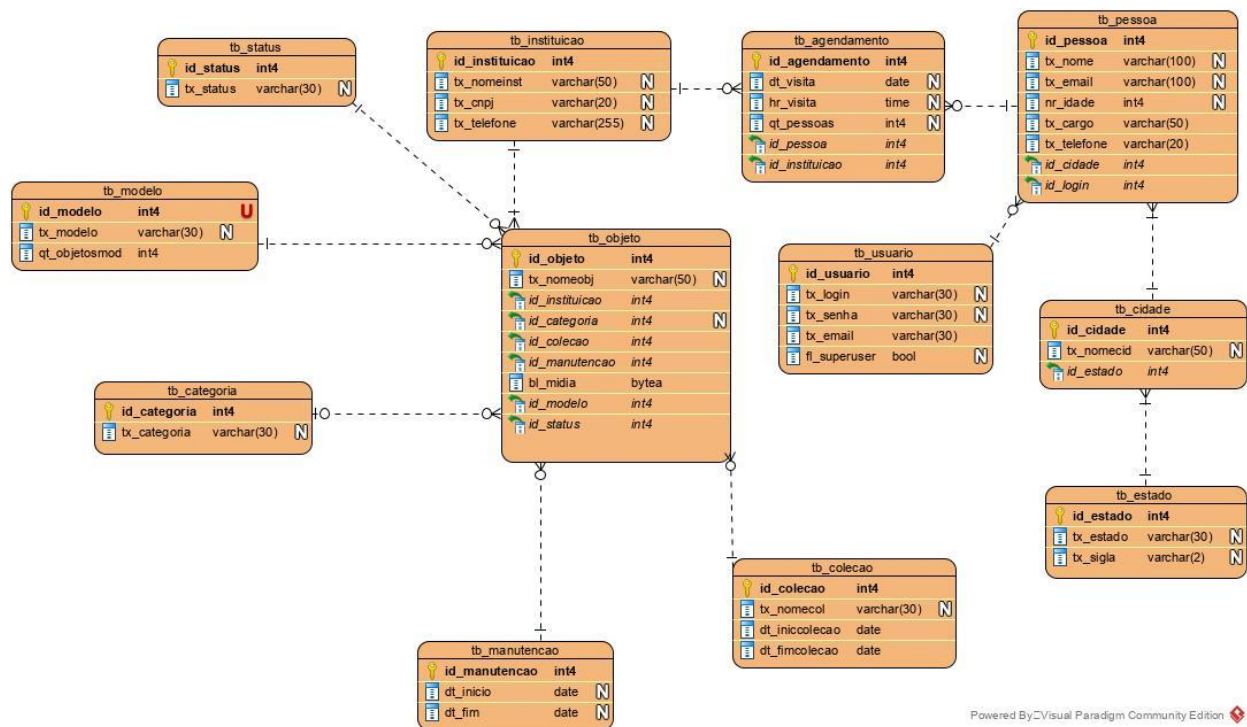 tb_status
id_status int4
tx_status varchar(30) N
tb_instituicao
id_instituicao int4
tx_nomeinst varchar(50) N
tx_cnpj varchar(20) N
tx_telefone varchar(255) N
tb_agendamento
id_agendamento int4
dt_visita date N
hr_visita time N
qt_pessoas int4 N
id_pessoa int4
id_instituicao int4
tb_pessoa
id_pessoa int4
tx_nome varchar(100) N
tx_email varchar(100) N
nr_idade int4 N
tx_cargo varchar(50)
tx_telefone varchar(20)
id_cidade int4
id_login int4
tb_modelo
id_modelo int4 U
tx_modelo varchar(30) N
qt_objetosmod int4
tb_objeto
id_objeto int4
tx_nomeobj varchar(50) N
id_instituicao int4
id_categoria int4 N
id_colecao int4
id_manutencao int4
bl_midia bytea
id_modelo int4
id_status int4
tb_usuario
id_usuario int4
tx_login varchar(30) N
tx_senha varchar(30) N
tx_email varchar(30)
fl_superuser bool N
tb_cidade
id_cidade int4
tx_nomecid varchar(50) N
id_estado int4
tb_categoria
id_categoria int4
tx_categoria varchar(30) N
tb_estado
id_estado int4
tx_estado varchar(30) N
tx_sigla varchar(2) N
tb_colecao
id_colecao int4
tx_nomecol varchar(30) N
dt_iniccolecao date
dt_fimcolecao date
tb_manutencao
id_manutencao int4
dt_inicio date N
dt_fim date N
Powered By Visual Paradigm Community Edition